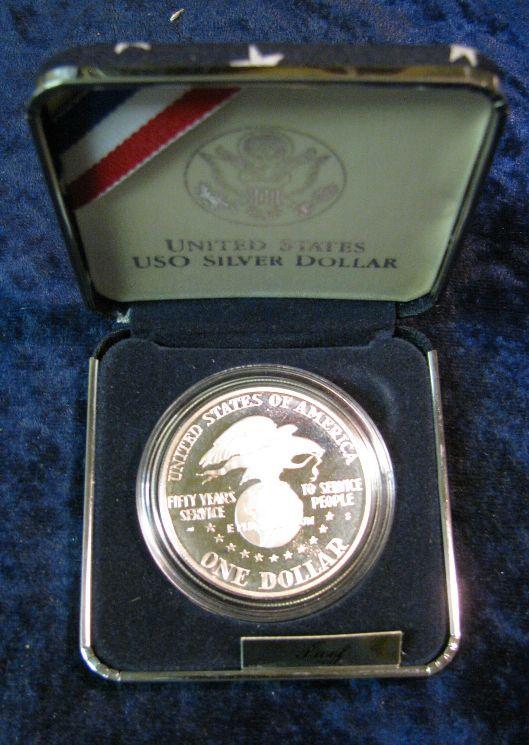 UNITED STATES
USO SILVER DOLLAR
UNITED STATES OF AMERICA
FIFTY YEARS TO SERVICE
SERVICE PEOPLE
ONE DOLLAR
Proof